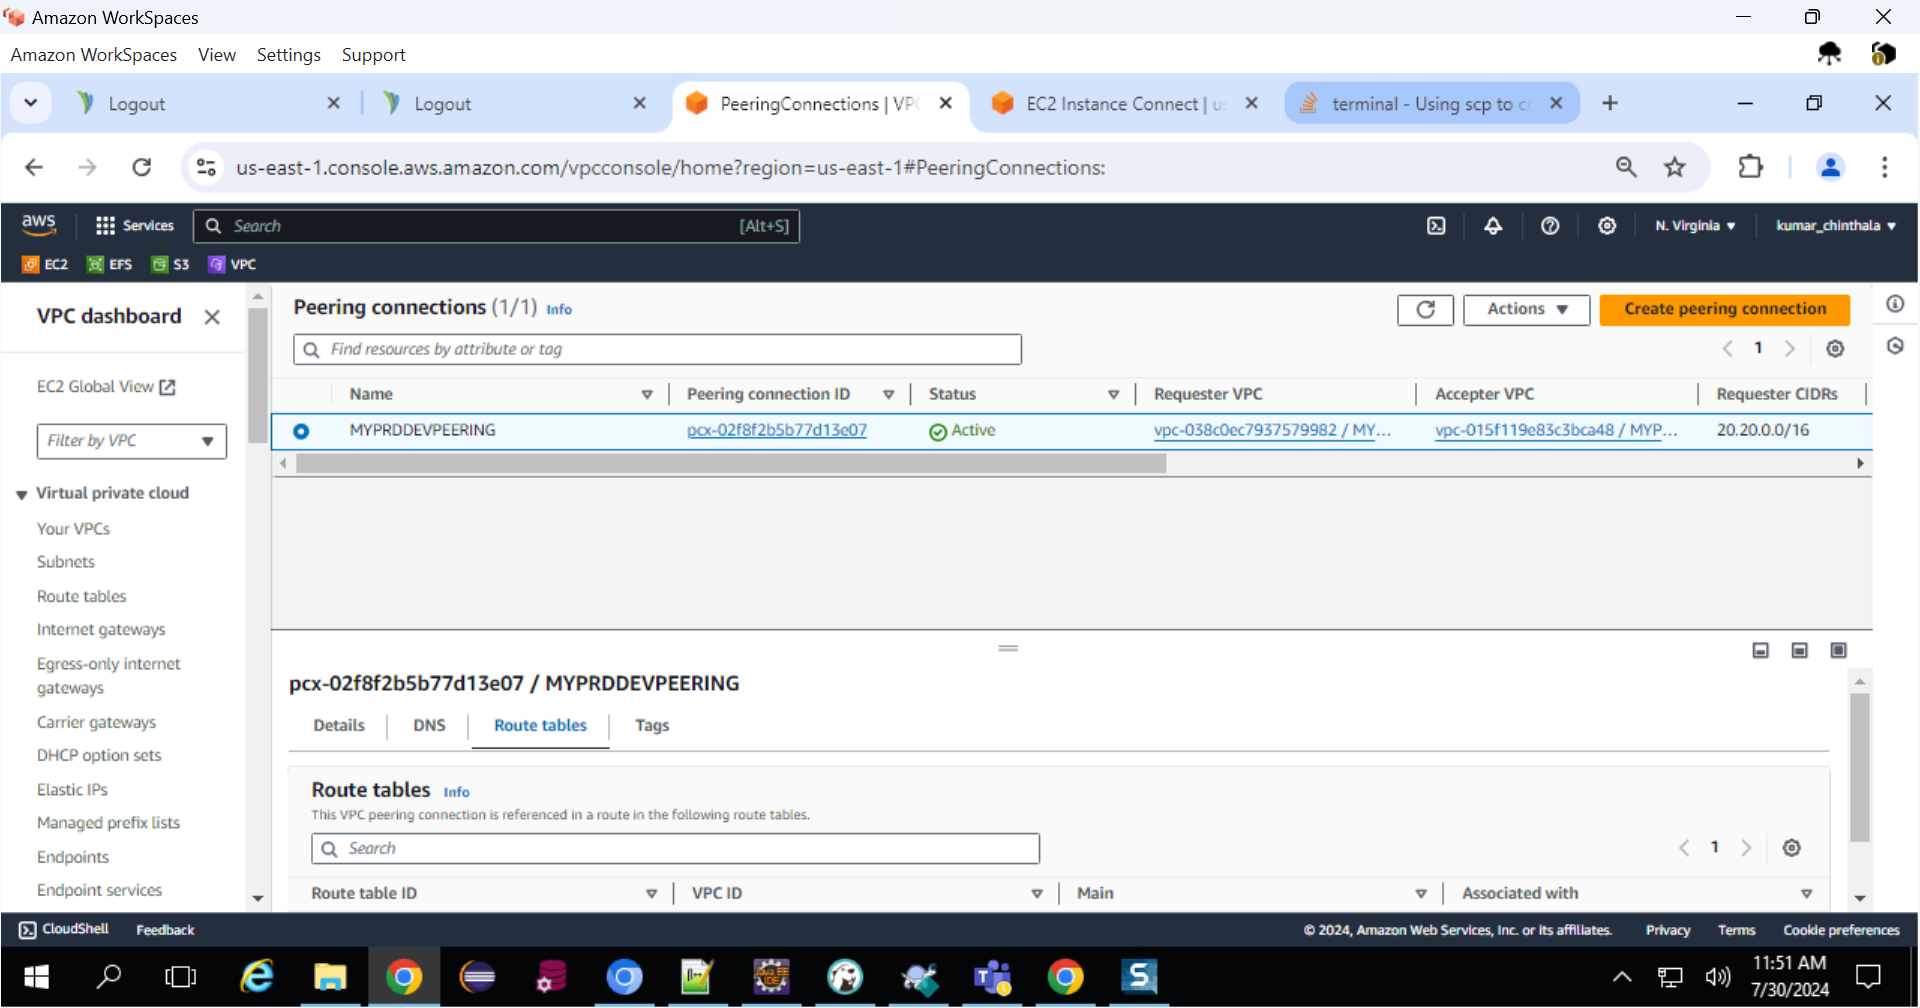 Amazon WorkSpaces
Amazon WorkSpaces View Settings Support
Logout
Logout
PeeringConnections | VPC
EC2 Instance Connect | us
terminal - Using scp to co
us-east-1.console.aws.amazon.com/vpcconsole/home?region=us-east-1#PeeringConnections:
aws Services Search [Alt+S] N. Virginia kumar_chinthala
EC2 EFS S3 VPC
VPC dashboard
EC2 Global View
Filter by VPC
Virtual private cloud
Your VPCs
Subnets
Route tables
Internet gateways
Egress-only internet
gateways
Carrier gateways
DHCP option sets
Elastic IPs
Managed prefix lists
Endpoints
Endpoint services
Peering connections (1/1) Info
Actions
Create peering connection
Find resources by attribute or tag
1
Name Peering connection ID Status Requester VPC Accepter VPC Requester CIDRs
MYPRDDEVPEERING pcx-02f8f2b5b77d13e07 Active vpc-038c0ec7937579982 / MY... vpc-015f119e83c3bca48 / MYP... 20.20.0.0/16
pcx-02f8f2b5b77d13e07 / MYPRDDEVPEERING
Details DNS Route tables Tags
Route tables Info
This VPC peering connection is referenced in a route in the following route tables.
Search
1
Route table ID VPC ID Main Associated with
CloudShell Feedback © 2024, Amazon Web Services, Inc. or its affiliates. Privacy Terms Cookie preferences
11:51 AM
7/30/2024